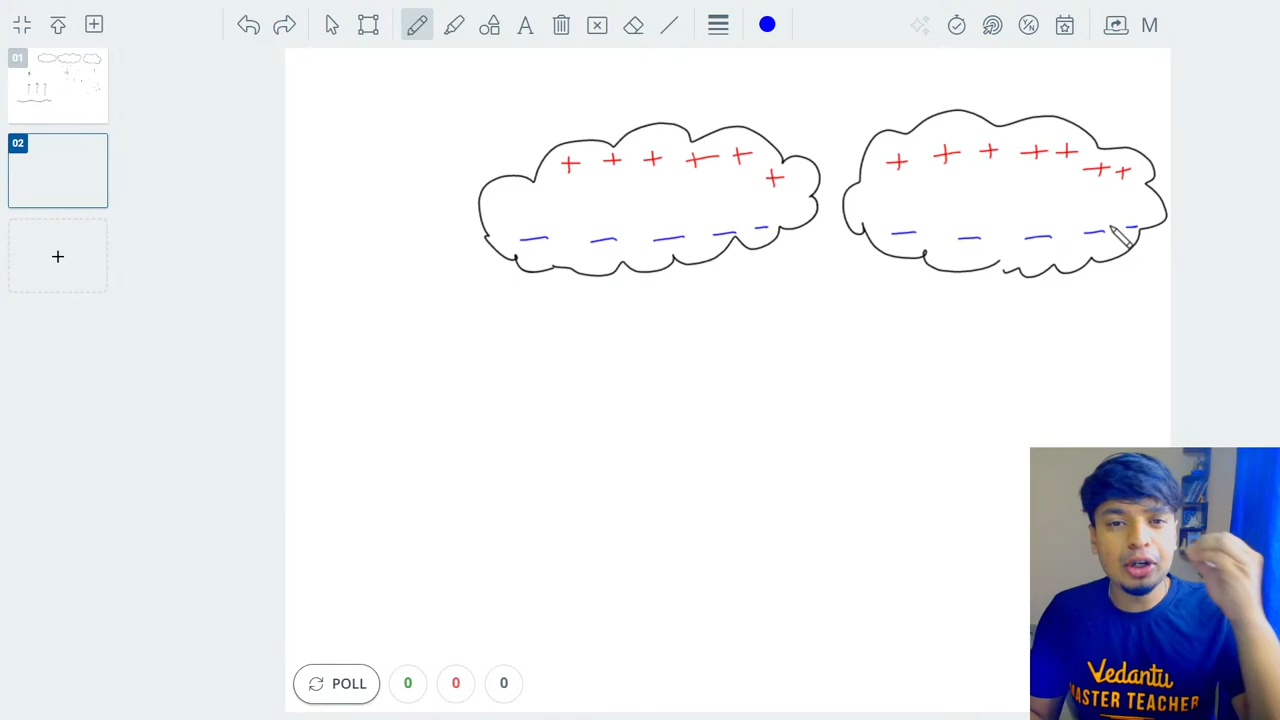 M
01
02
+ + + + + +
+ + + + + + +
− − − − −
− − − − −
POLL 0 0 0
Vedantu
MASTER TEACHER